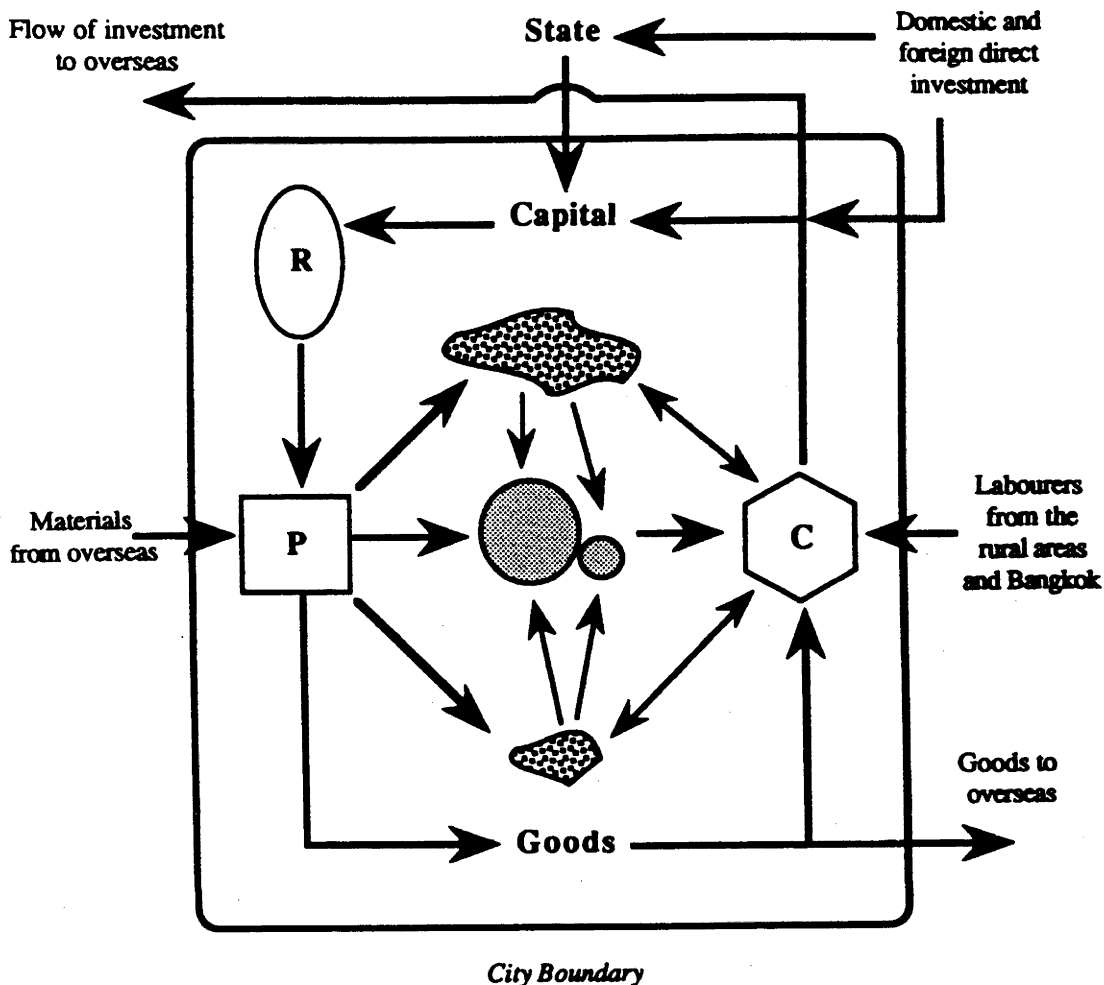 Flow of investment
to overseas
State
Domestic and
foreign direct
investment
Capital
R
Materials
from overseas
P
C
Labourers
from the
rural areas
and Bangkok
Goods to
overseas
Goods
City Boundary